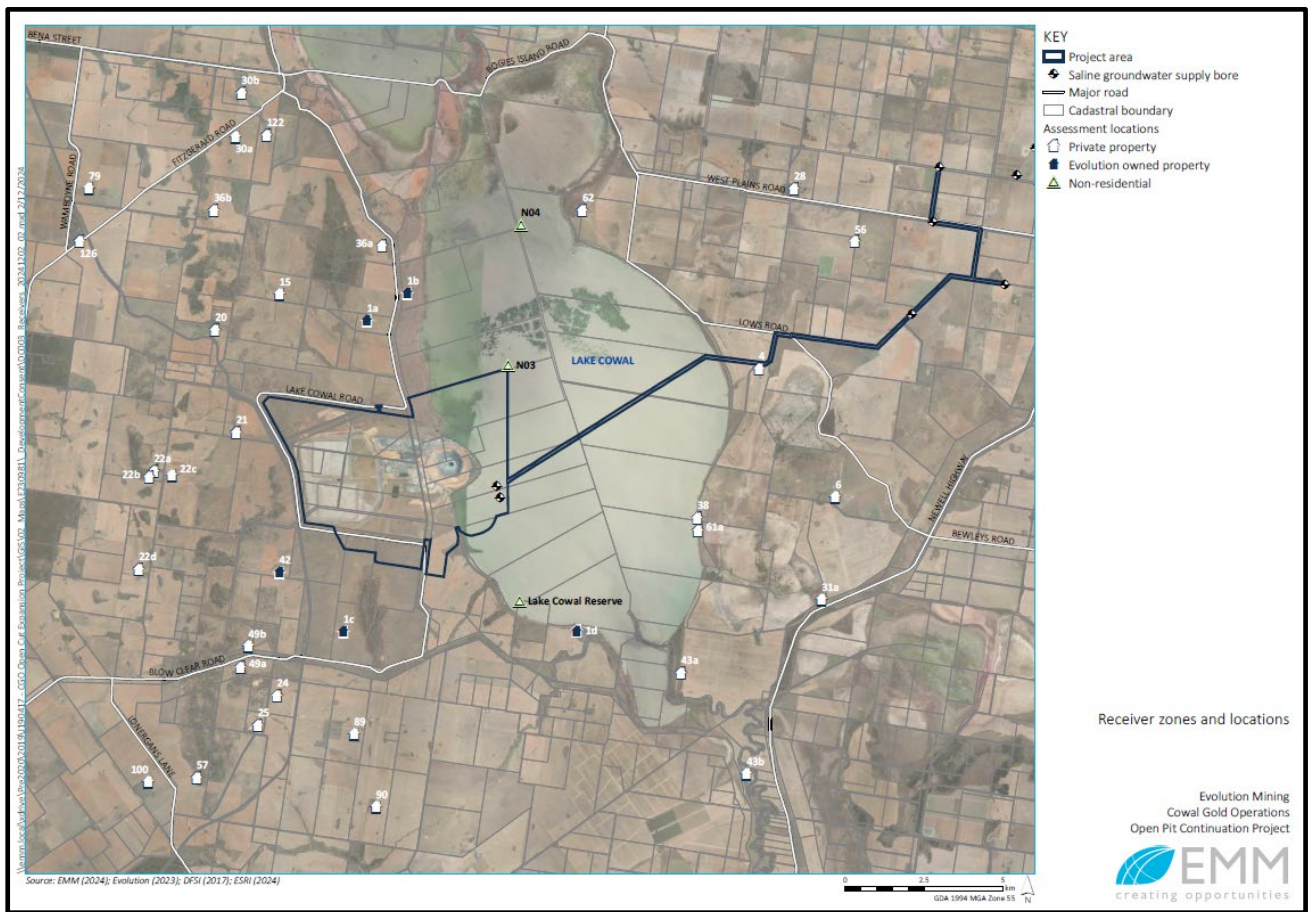 KEY
Project area
Saline groundwater supply bore
Major road
Cadastral boundary
Assessment locations
Private property
Evolution owned property
Non-residential
BENA STREET
BOGIES ISLAND ROAD
30b
FITZGERALD ROAD
122
30a
WAMBOYNE ROAD
79
36b
126
36a
N04
62
WEST PLAINS ROAD
28
56
15
1b
1a
20
LOWS ROAD
LAKE COWAL
N03
4
LAKE COWAL ROAD
21
22a
22b
22c
38
61a
6
NEWELL HIGHWAY
BEWLEYS ROAD
22d
42
31a
Lake Cowal Reserve
1c
1d
49b
BLOW CLEAR ROAD
49a
43a
24
25
89
LONERGANS LANE
100
57
90
43b
Receiver zones and locations
Evolution Mining
Cowal Gold Operations
Open Pit Continuation Project
EMM
creating opportunities
Source: EMM (2024); Evolution (2023); DFSI (2017); ESRI (2024)
0 2.5 5
km
GDA 1994 MGA Zone 55
N